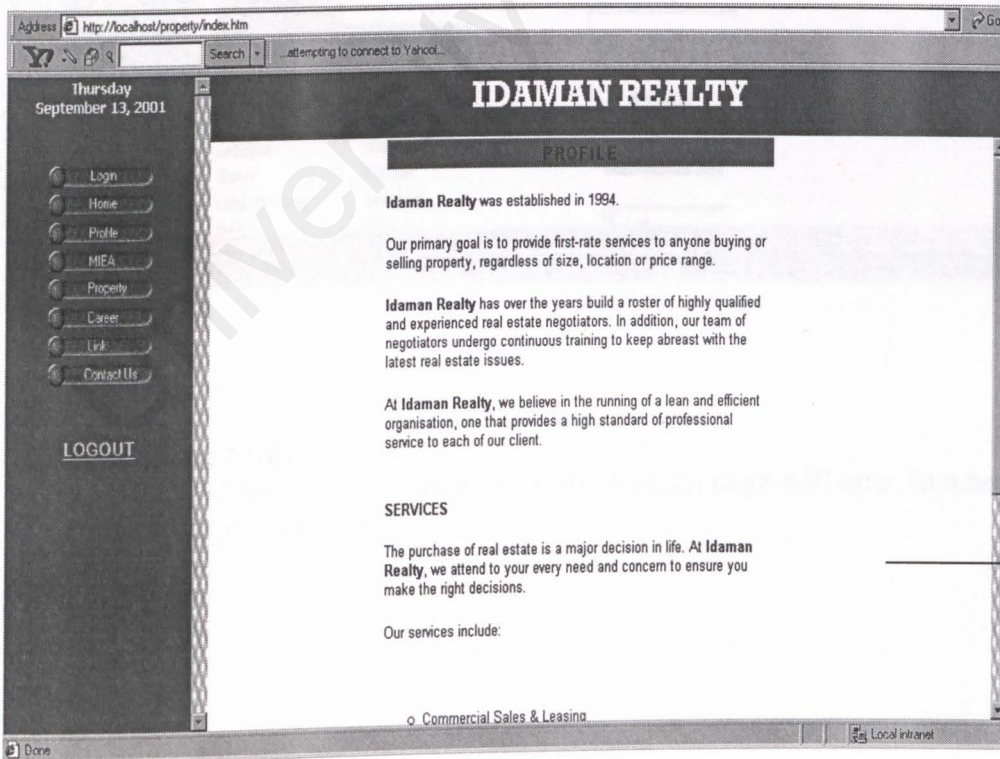 Address http://localhost/property/index.htm Go
Y! Search ...attempting to connect to Yahoo!...
Thursday
September 13, 2001
Login
Home
Profile
MIEA
Property
Career
Link
Contact Us
LOGOUT
IDAMAN REALTY
PROFILE
Idaman Realty was established in 1994.
Our primary goal is to provide first-rate services to anyone buying or
selling property, regardless of size, location or price range.
Idaman Realty has over the years build a roster of highly qualified
and experienced real estate negotiators. In addition, our team of
negotiators undergo continuous training to keep abreast with the
latest real estate issues.
At Idaman Realty, we believe in the running of a lean and efficient
organisation, one that provides a high standard of professional
service to each of our client.
SERVICES
The purchase of real estate is a major decision in life. At Idaman
Realty, we attend to your every need and concern to ensure you
make the right decisions.
Our services include:
o Commercial Sales & Leasing
Done Local intranet